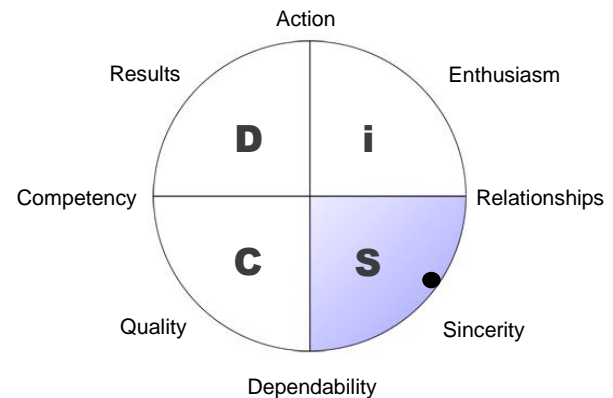 Action
Results
Enthusiasm
D
i
Competency
Relationships
C
S
Quality
Sincerity
Dependability